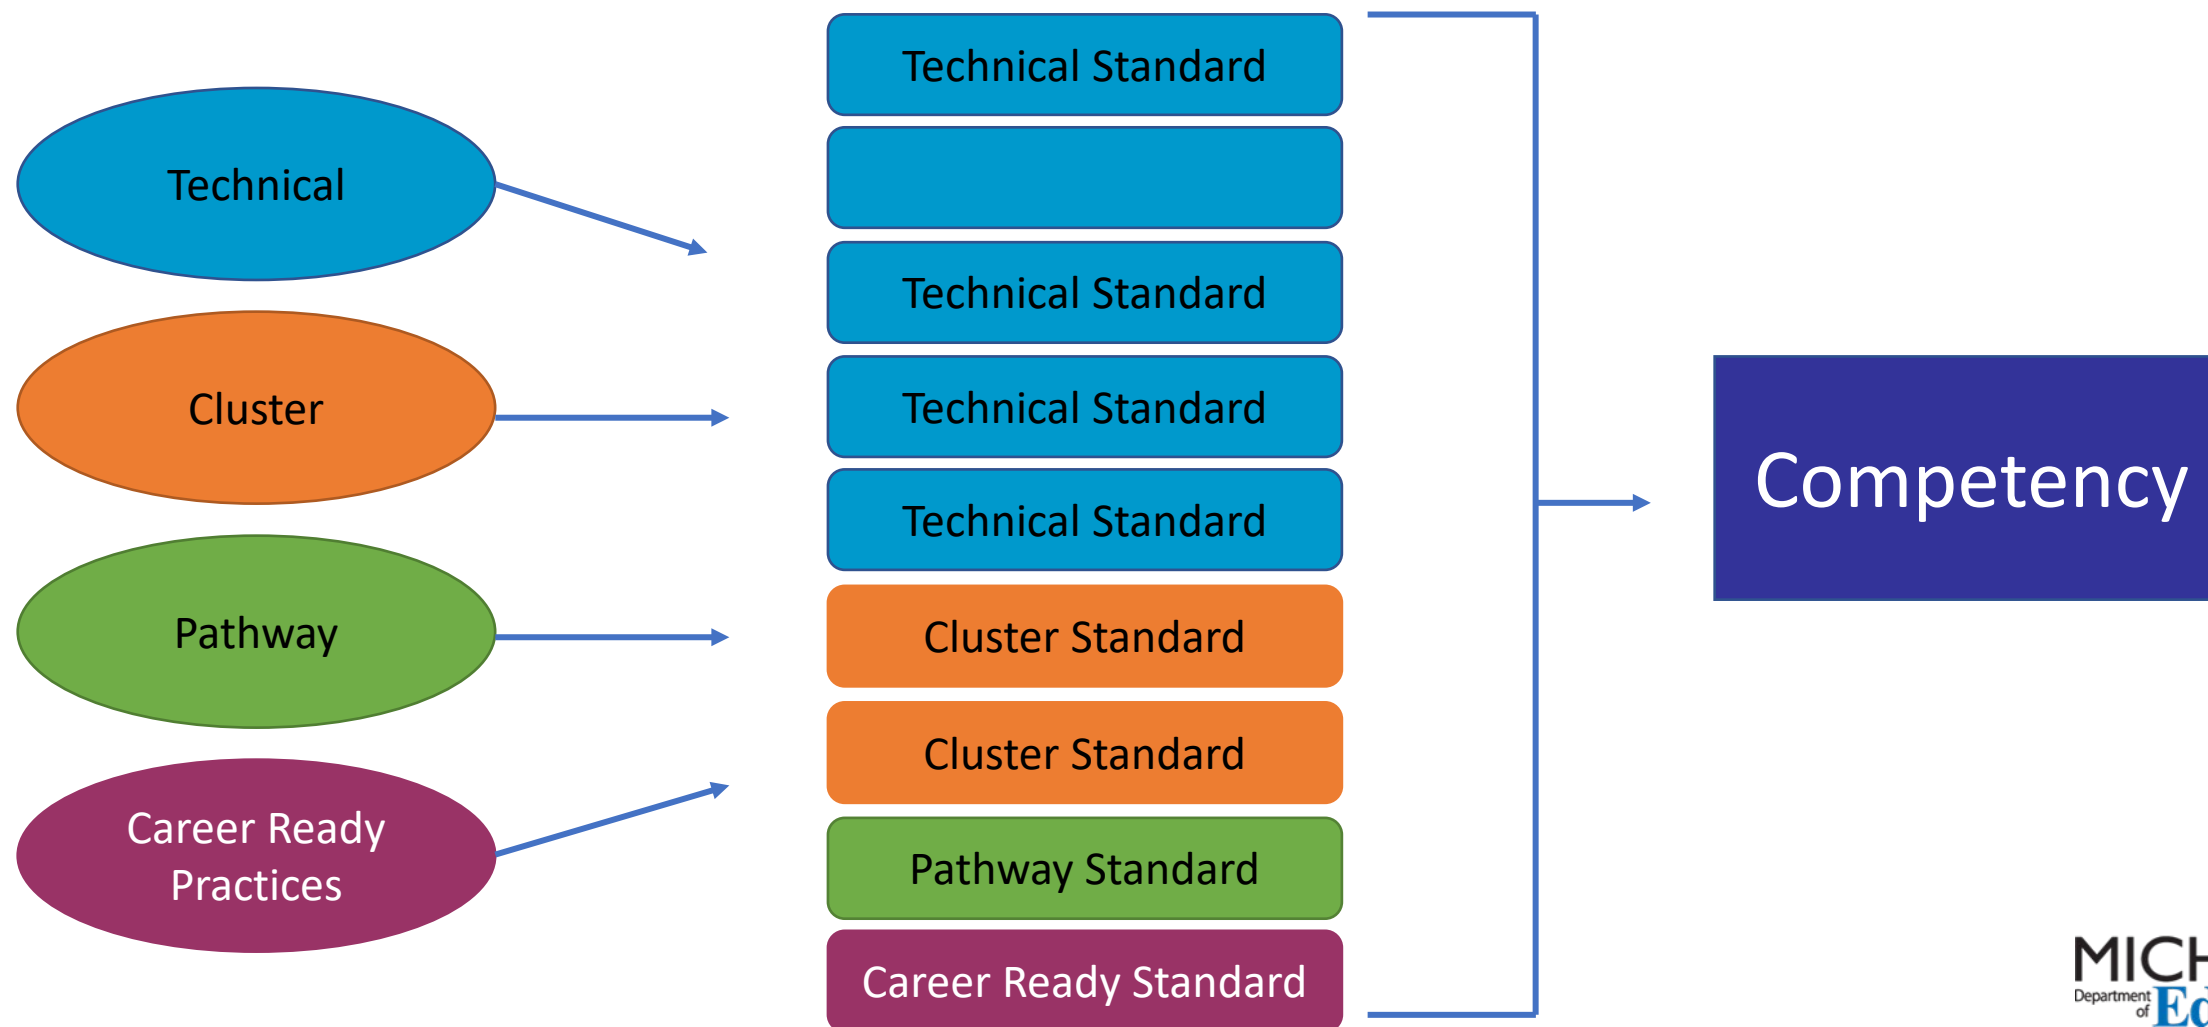 Technical
Cluster
Pathway
Career Ready
Practices
Technical Standard
Technical Standard
Technical Standard
Technical Standard
Cluster Standard
Cluster Standard
Pathway Standard
Career Ready Standard
Competency
MICH
Department
of Ed